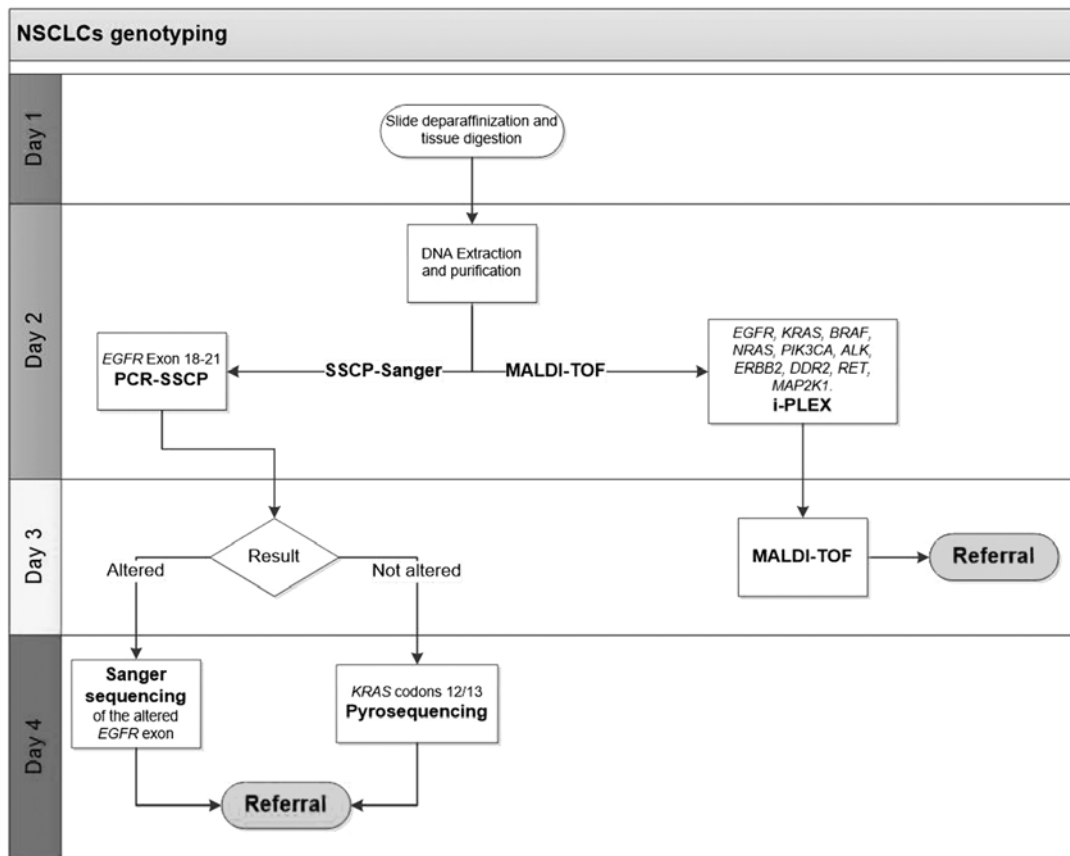 NSCLCs genotyping
Day 1
Slide deparaffinization and
tissue digestion
Day 2
DNA Extraction
and purification
EGFR Exon 18-21
PCR-SSCP
SSCP-Sanger
MALDI-TOF
EGFR, KRAS, BRAF,
NRAS, PIK3CA, ALK,
ERBB2, DDR2, RET,
MAP2K1.
i-PLEX
Day 3
Result
Altered
Not altered
MALDI-TOF
Referral
Day 4
Sanger
sequencing
of the altered
EGFR exon
KRAS codons 12/13
Pyrosequencing
Referral